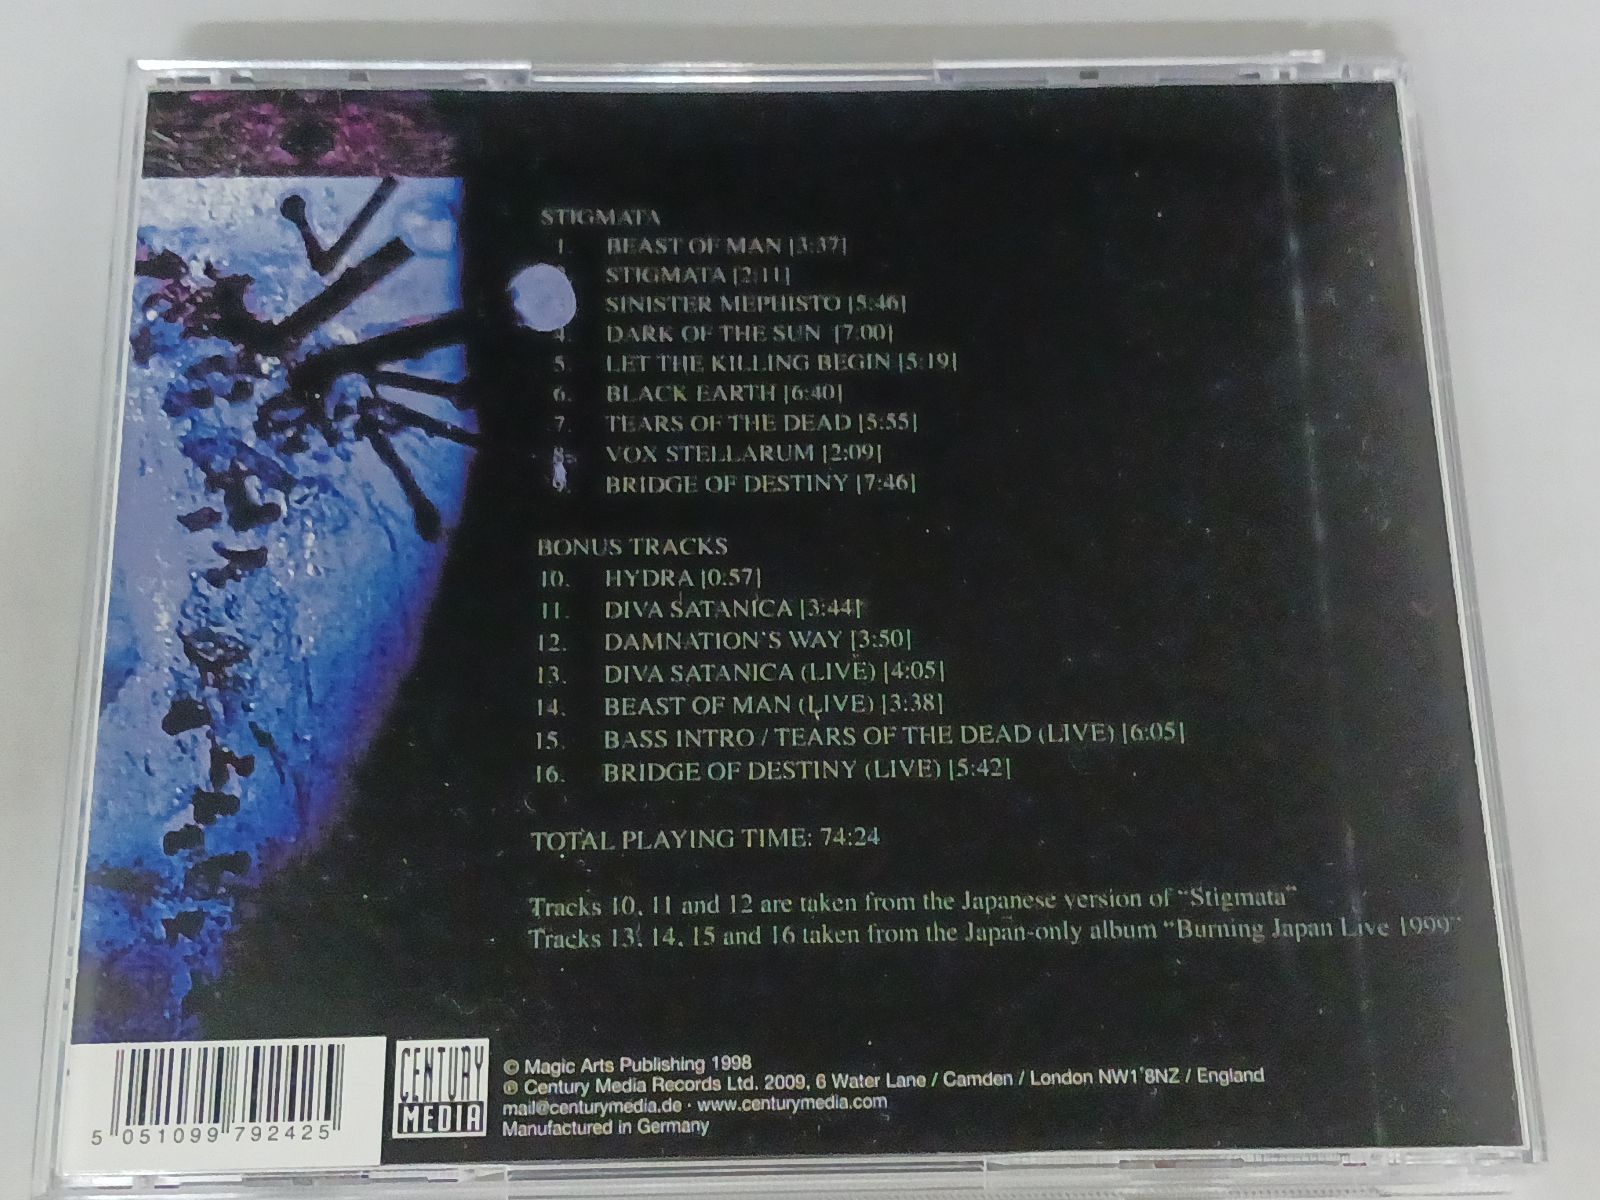 STIGMATA
1. BEAST OF MAN [3:37]
STIGMATA [2:11]
SINISTER MEPHISTO [5:46]
4. DARK OF THE SUN [7:00]
5. LET THE KILLING BEGIN [5:19]
6. BLACK EARTH [6:40]
7. TEARS OF THE DEAD [5:55]
8. VOX STELLARUM [2:09]
9. BRIDGE OF DESTINY [7:46]
BONUS TRACKS
10. HYDRA [0:57]
11. DIVA SATANICA [3:44]
12. DAMNATION'S WAY [3:50]
13. DIVA SATANICA (LIVE) [4:05]
14. BEAST OF MAN (LIVE) [3:38]
15. BASS INTRO / TEARS OF THE DEAD (LIVE) [6:05]
16. BRIDGE OF DESTINY (LIVE) [5:42]
TOTAL PLAYING TIME: 74:24
Tracks 10, 11 and 12 are taken from the Japanese version of "Stigmata"
Tracks 13, 14, 15 and 16 taken from the Japan-only album "Burning Japan Live 1999"
5 051099 792425
CENTURY
MEDIA
© Magic Arts Publishing 1998
℗ Century Media Records Ltd. 2009, 6 Water Lane / Camden / London NW1 8NZ / England
mail@centurymedia.de · www.centurymedia.com
Manufactured in Germany